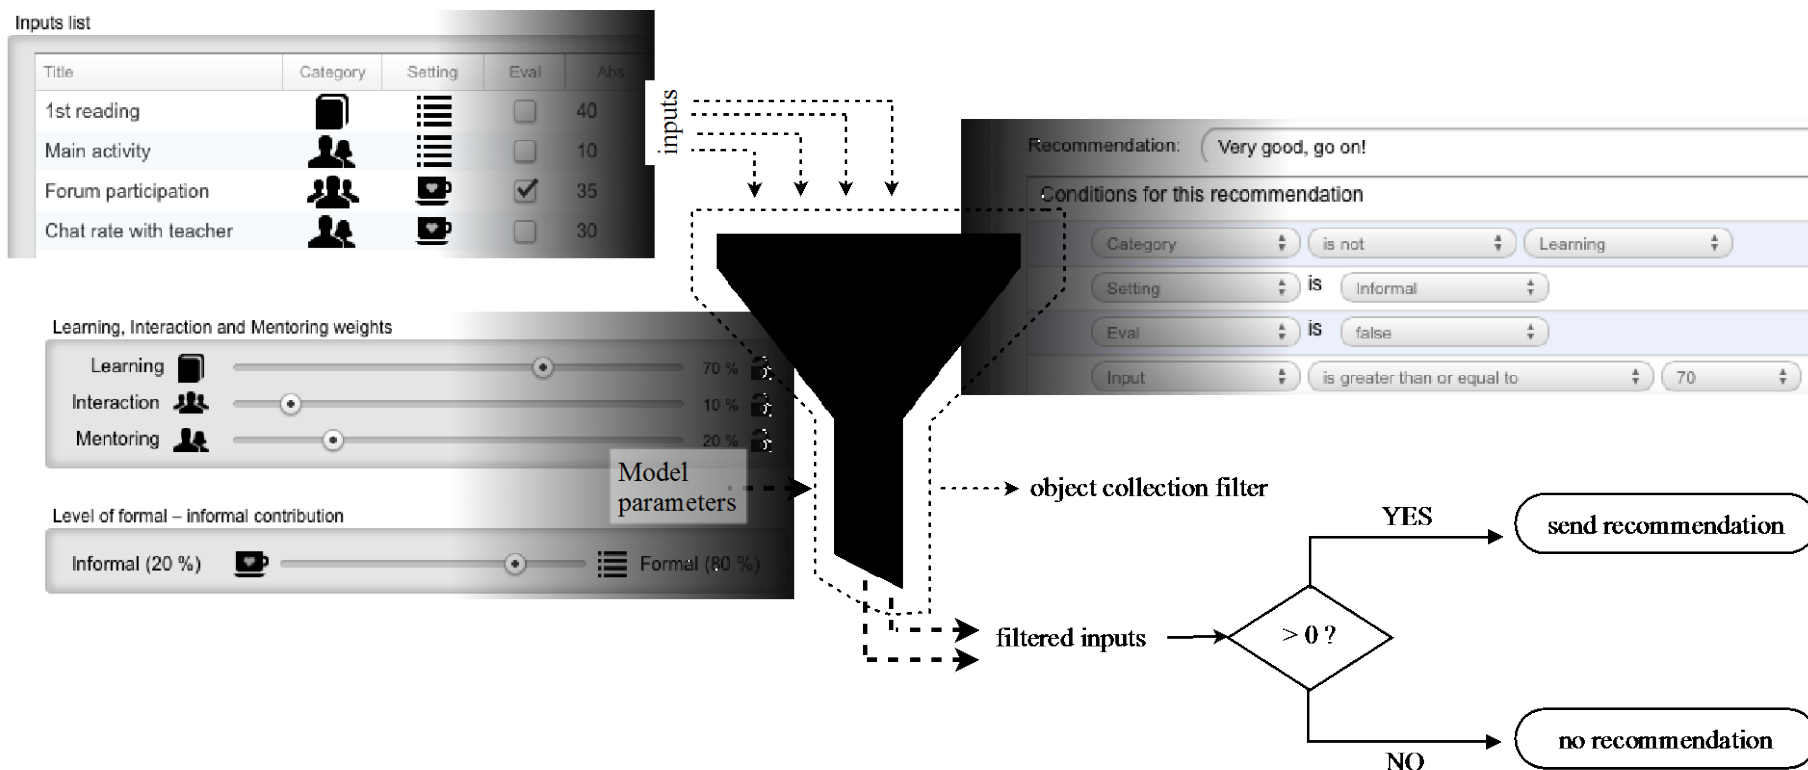 Inputs list
Title Category Setting Eval Abs
1st reading 40
Main activity 10
Forum participation 35
Chat rate with teacher 30
inputs
Recommendation: Very good, go on!
Conditions for this recommendation
Category is not Learning
Setting is Informal
Eval is false
Input is greater than or equal to 70
Learning, Interaction and Mentoring weights
Learning 70 %
Interaction 10 %
Mentoring 20 %
Model
parameters
Level of formal – informal contribution
Informal (20 %) Formal (80 %)
object collection filter
filtered inputs
> 0 ?
YES
send recommendation
NO
no recommendation